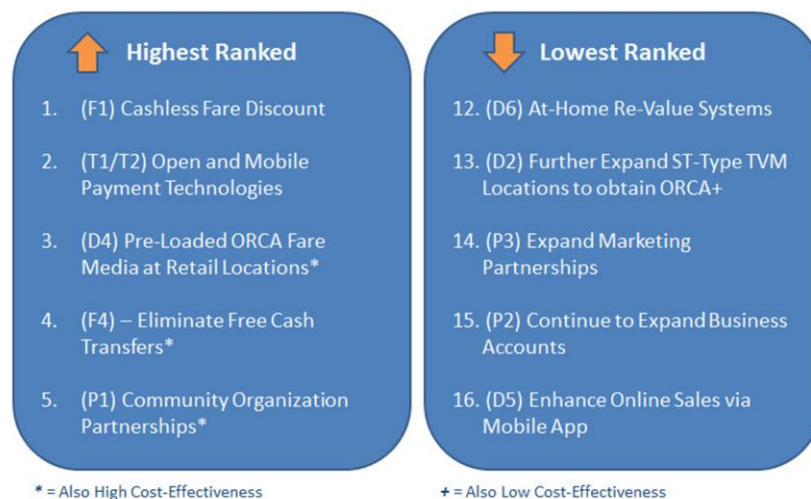 Highest Ranked
1. (F1) Cashless Fare Discount
2. (T1/T2) Open and Mobile
Payment Technologies
3. (D4) Pre-Loaded ORCA Fare
Media at Retail Locations*
4. (F4) – Eliminate Free Cash
Transfers*
5. (P1) Community Organization
Partnerships*
* = Also High Cost-Effectiveness
Lowest Ranked
12. (D6) At-Home Re-Value Systems
13. (D2) Further Expand ST-Type TVM
Locations to obtain ORCA+
14. (P3) Expand Marketing
Partnerships
15. (P2) Continue to Expand Business
Accounts
16. (D5) Enhance Online Sales via
Mobile App
+ = Also Low Cost-Effectiveness